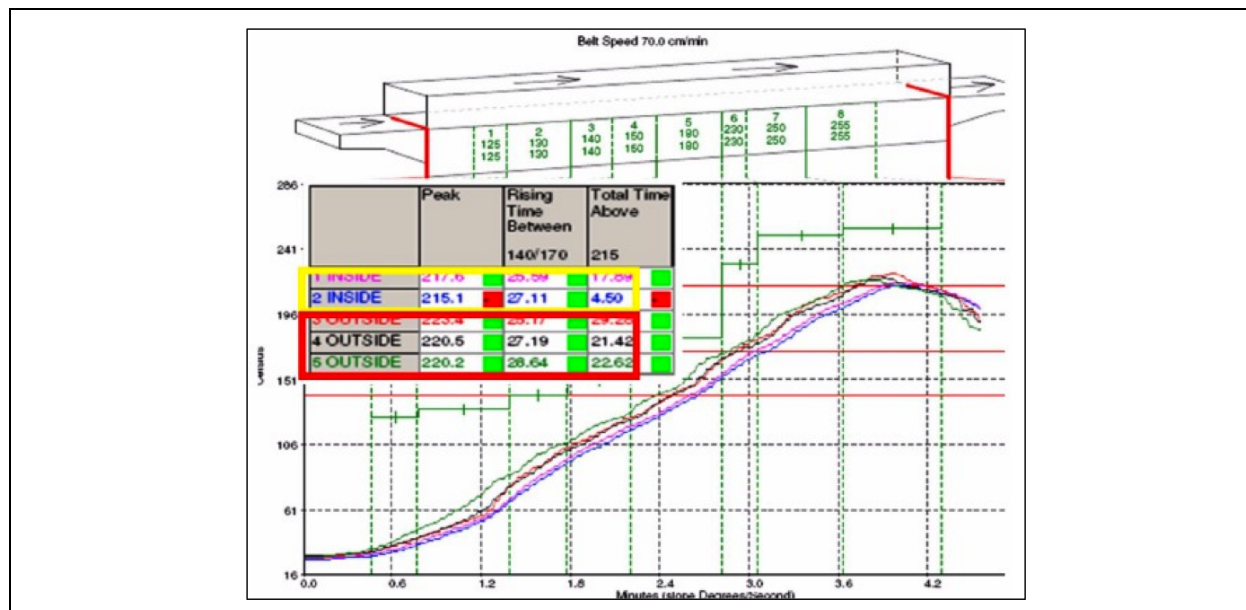 Belt Speed 70.0 cm/min
1 2 3 4 5 6 7 8
125 130 140 150 190 230 250 255
125 130 140 150 190 230 250 255
Peak Rising Time Between 140/170 Total Time Above 215
1 INSIDE 217.6 25.59 17.89
2 INSIDE 215.1 27.11 4.50
3 OUTSIDE 223.4
4 OUTSIDE 220.5 27.19 21.42
5 OUTSIDE 220.2 28.64 22.62
286
241
196
151
106
61
16
Celsius
0.0 0.6 1.2 1.8 2.4 3.0 3.6 4.2
Minutes (slope Degrees/Second)